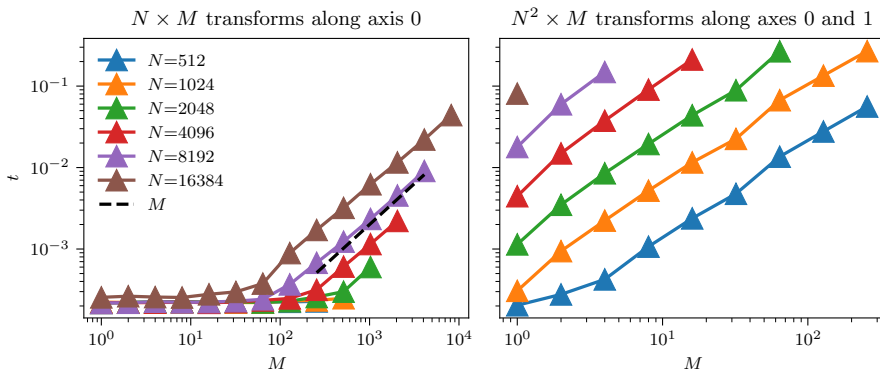 N × M transforms along axis 0
N² × M transforms along axes 0 and 1
N=512
N=1024
N=2048
N=4096
N=8192
N=16384
M
t
10⁻¹
10⁻²
10⁻³
10⁰ 10¹ 10² 10³ 10⁴
M
10⁰ 10¹ 10²
M